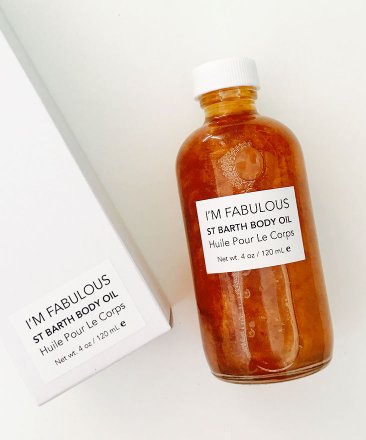 I'M FABULOUS
ST BARTH BODY OIL
Huile Pour Le Corps
Net wt. 4 oz / 120 mL e
I'M FABULOUS
ST BARTH BODY OIL
Huile Pour Le Corps
Net wt. 4 oz / 120 mL e